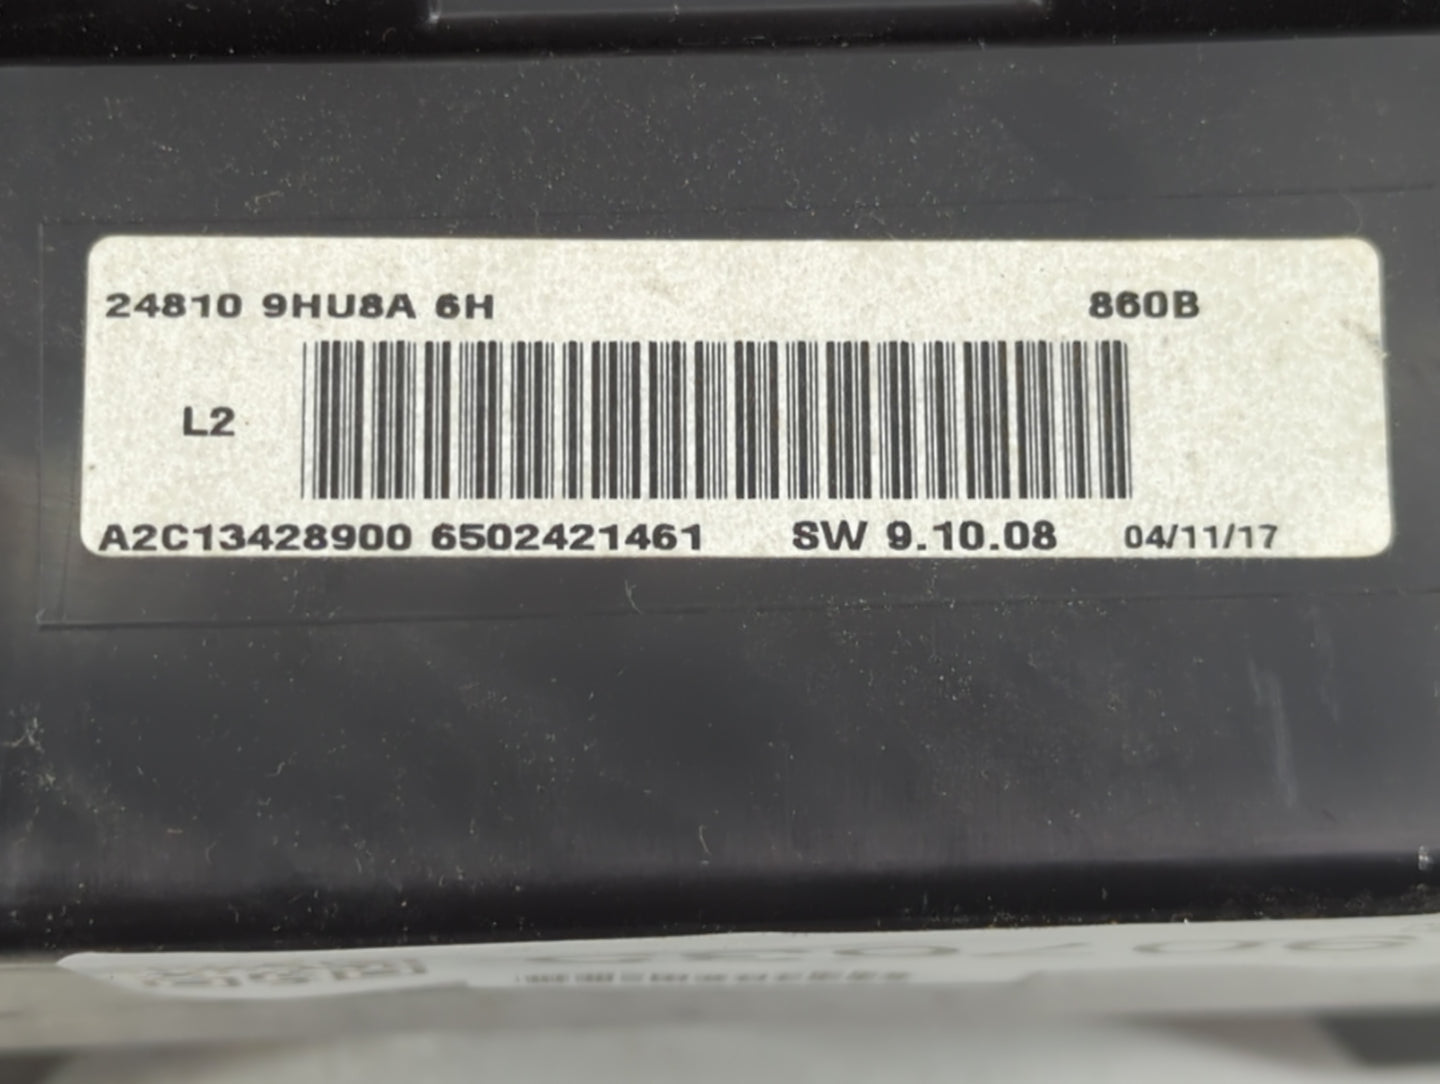 24810 9HU8A 6H 860B
L2
A2C13428900 6502421461 SW 9.10.08 04/11/17